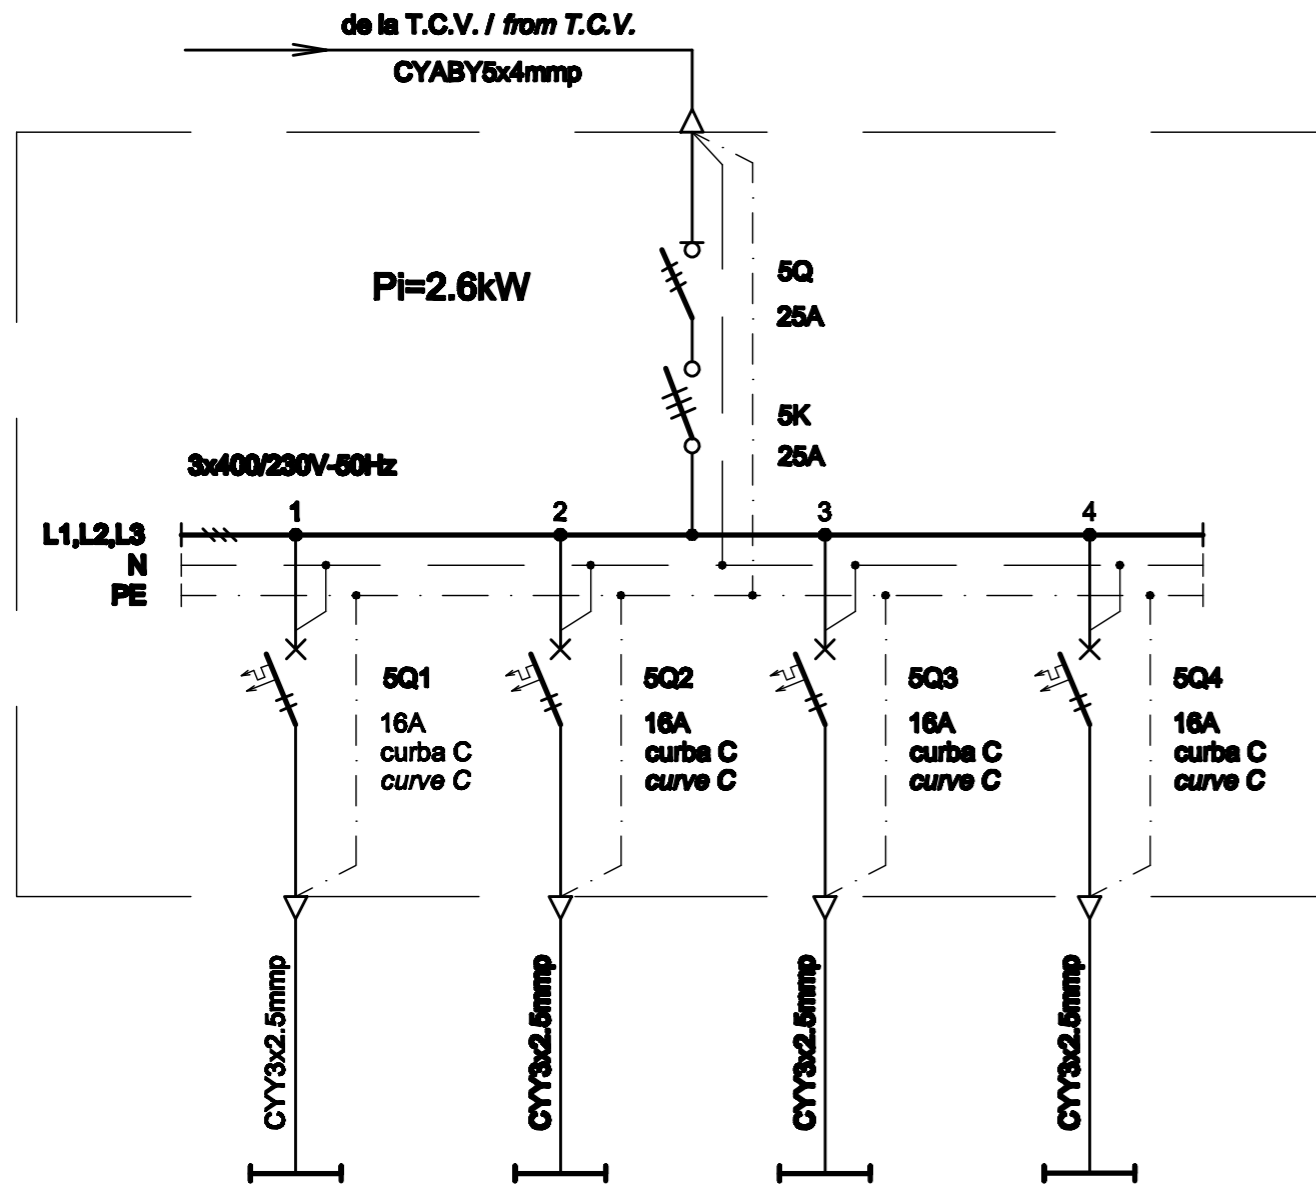 de la T.C.V. / from T.C.V.
CYABY5x4mmp
Pi=2.6kW
5Q
25A
5K
25A
3x400/230V-50Hz
1
2
3
4
L1,L2,L3
N
PE
5Q1
16A
curba C
curve C
5Q2
16A
curba C
curve C
5Q3
16A
curba C
curve C
5Q4
16A
curba C
curve C
CYY3x2.5mmp
CYY3x2.5mmp
CYY3x2.5mmp
CYY3x2.5mmp